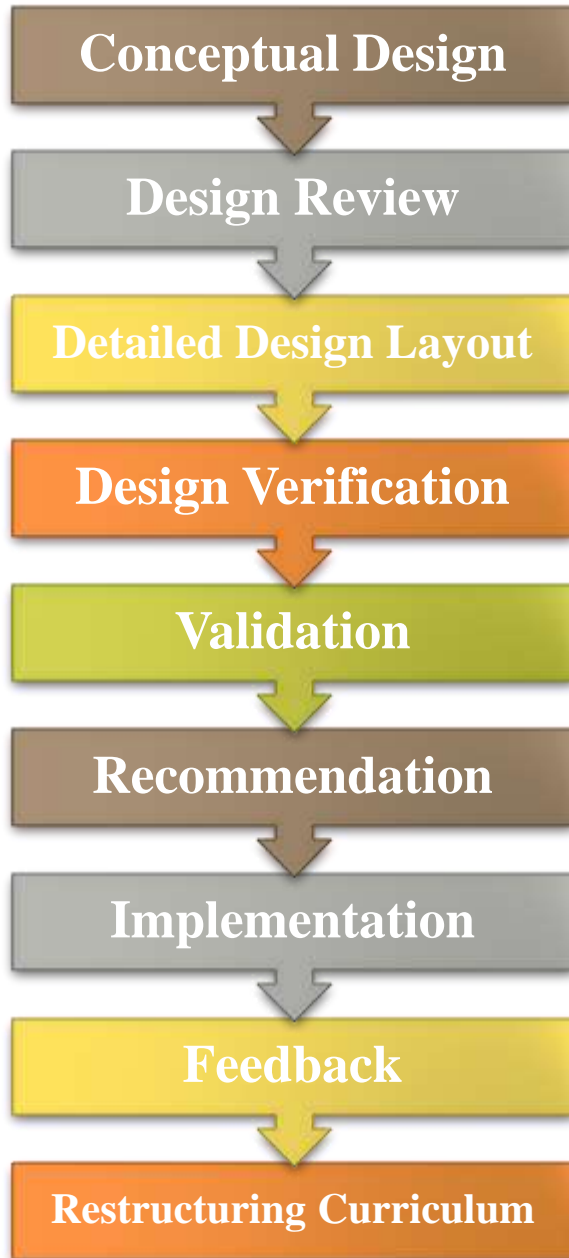 Conceptual Design
Design Review
Detailed Design Layout
Design Verification
Validation
Recommendation
Implementation
Feedback
Restructuring Curriculum